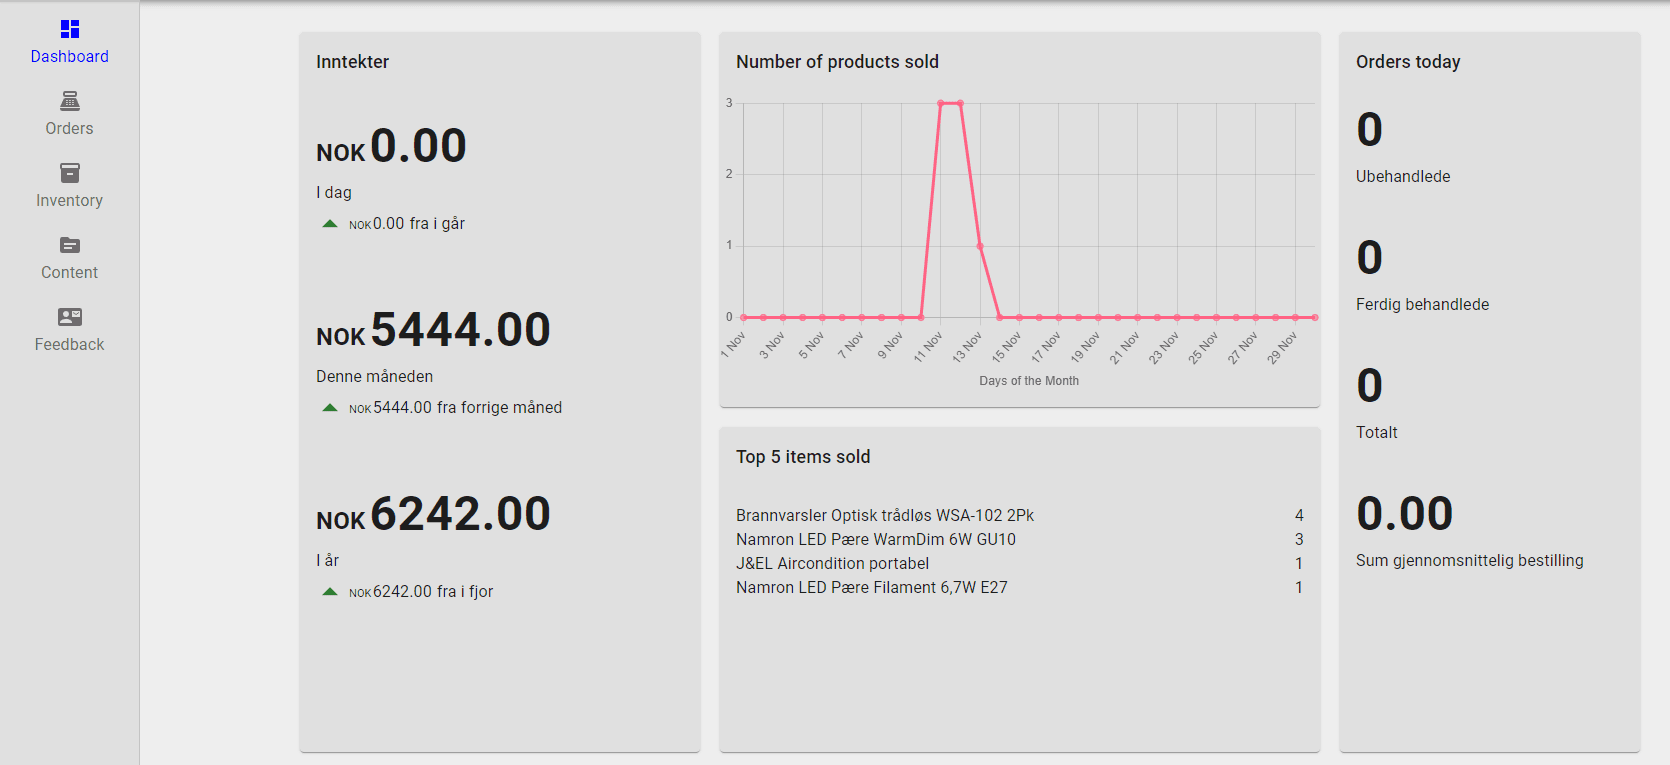 Dashboard
Orders
Inventory
Content
Feedback
Inntekter
NOK 0.00
I dag
NOK0.00 fra i går
NOK 5444.00
Denne måneden
NOK5444.00 fra forrige måned
NOK 6242.00
I år
NOK6242.00 fra i fjor
Number of products sold
3
2
1
0
1 Nov
3 Nov
5 Nov
7 Nov
9 Nov
11 Nov
13 Nov
15 Nov
17 Nov
19 Nov
21 Nov
23 Nov
25 Nov
27 Nov
29 Nov
Days of the Month
Top 5 items sold
Brannvarsler Optisk trådløs WSA-102 2Pk 4
Namron LED Pære WarmDim 6W GU10 3
J&EL Aircondition portabel 1
Namron LED Pære Filament 6,7W E27 1
Orders today
0
Ubehandlede
0
Ferdig behandlede
0
Totalt
0.00
Sum gjennomsnittelig bestilling